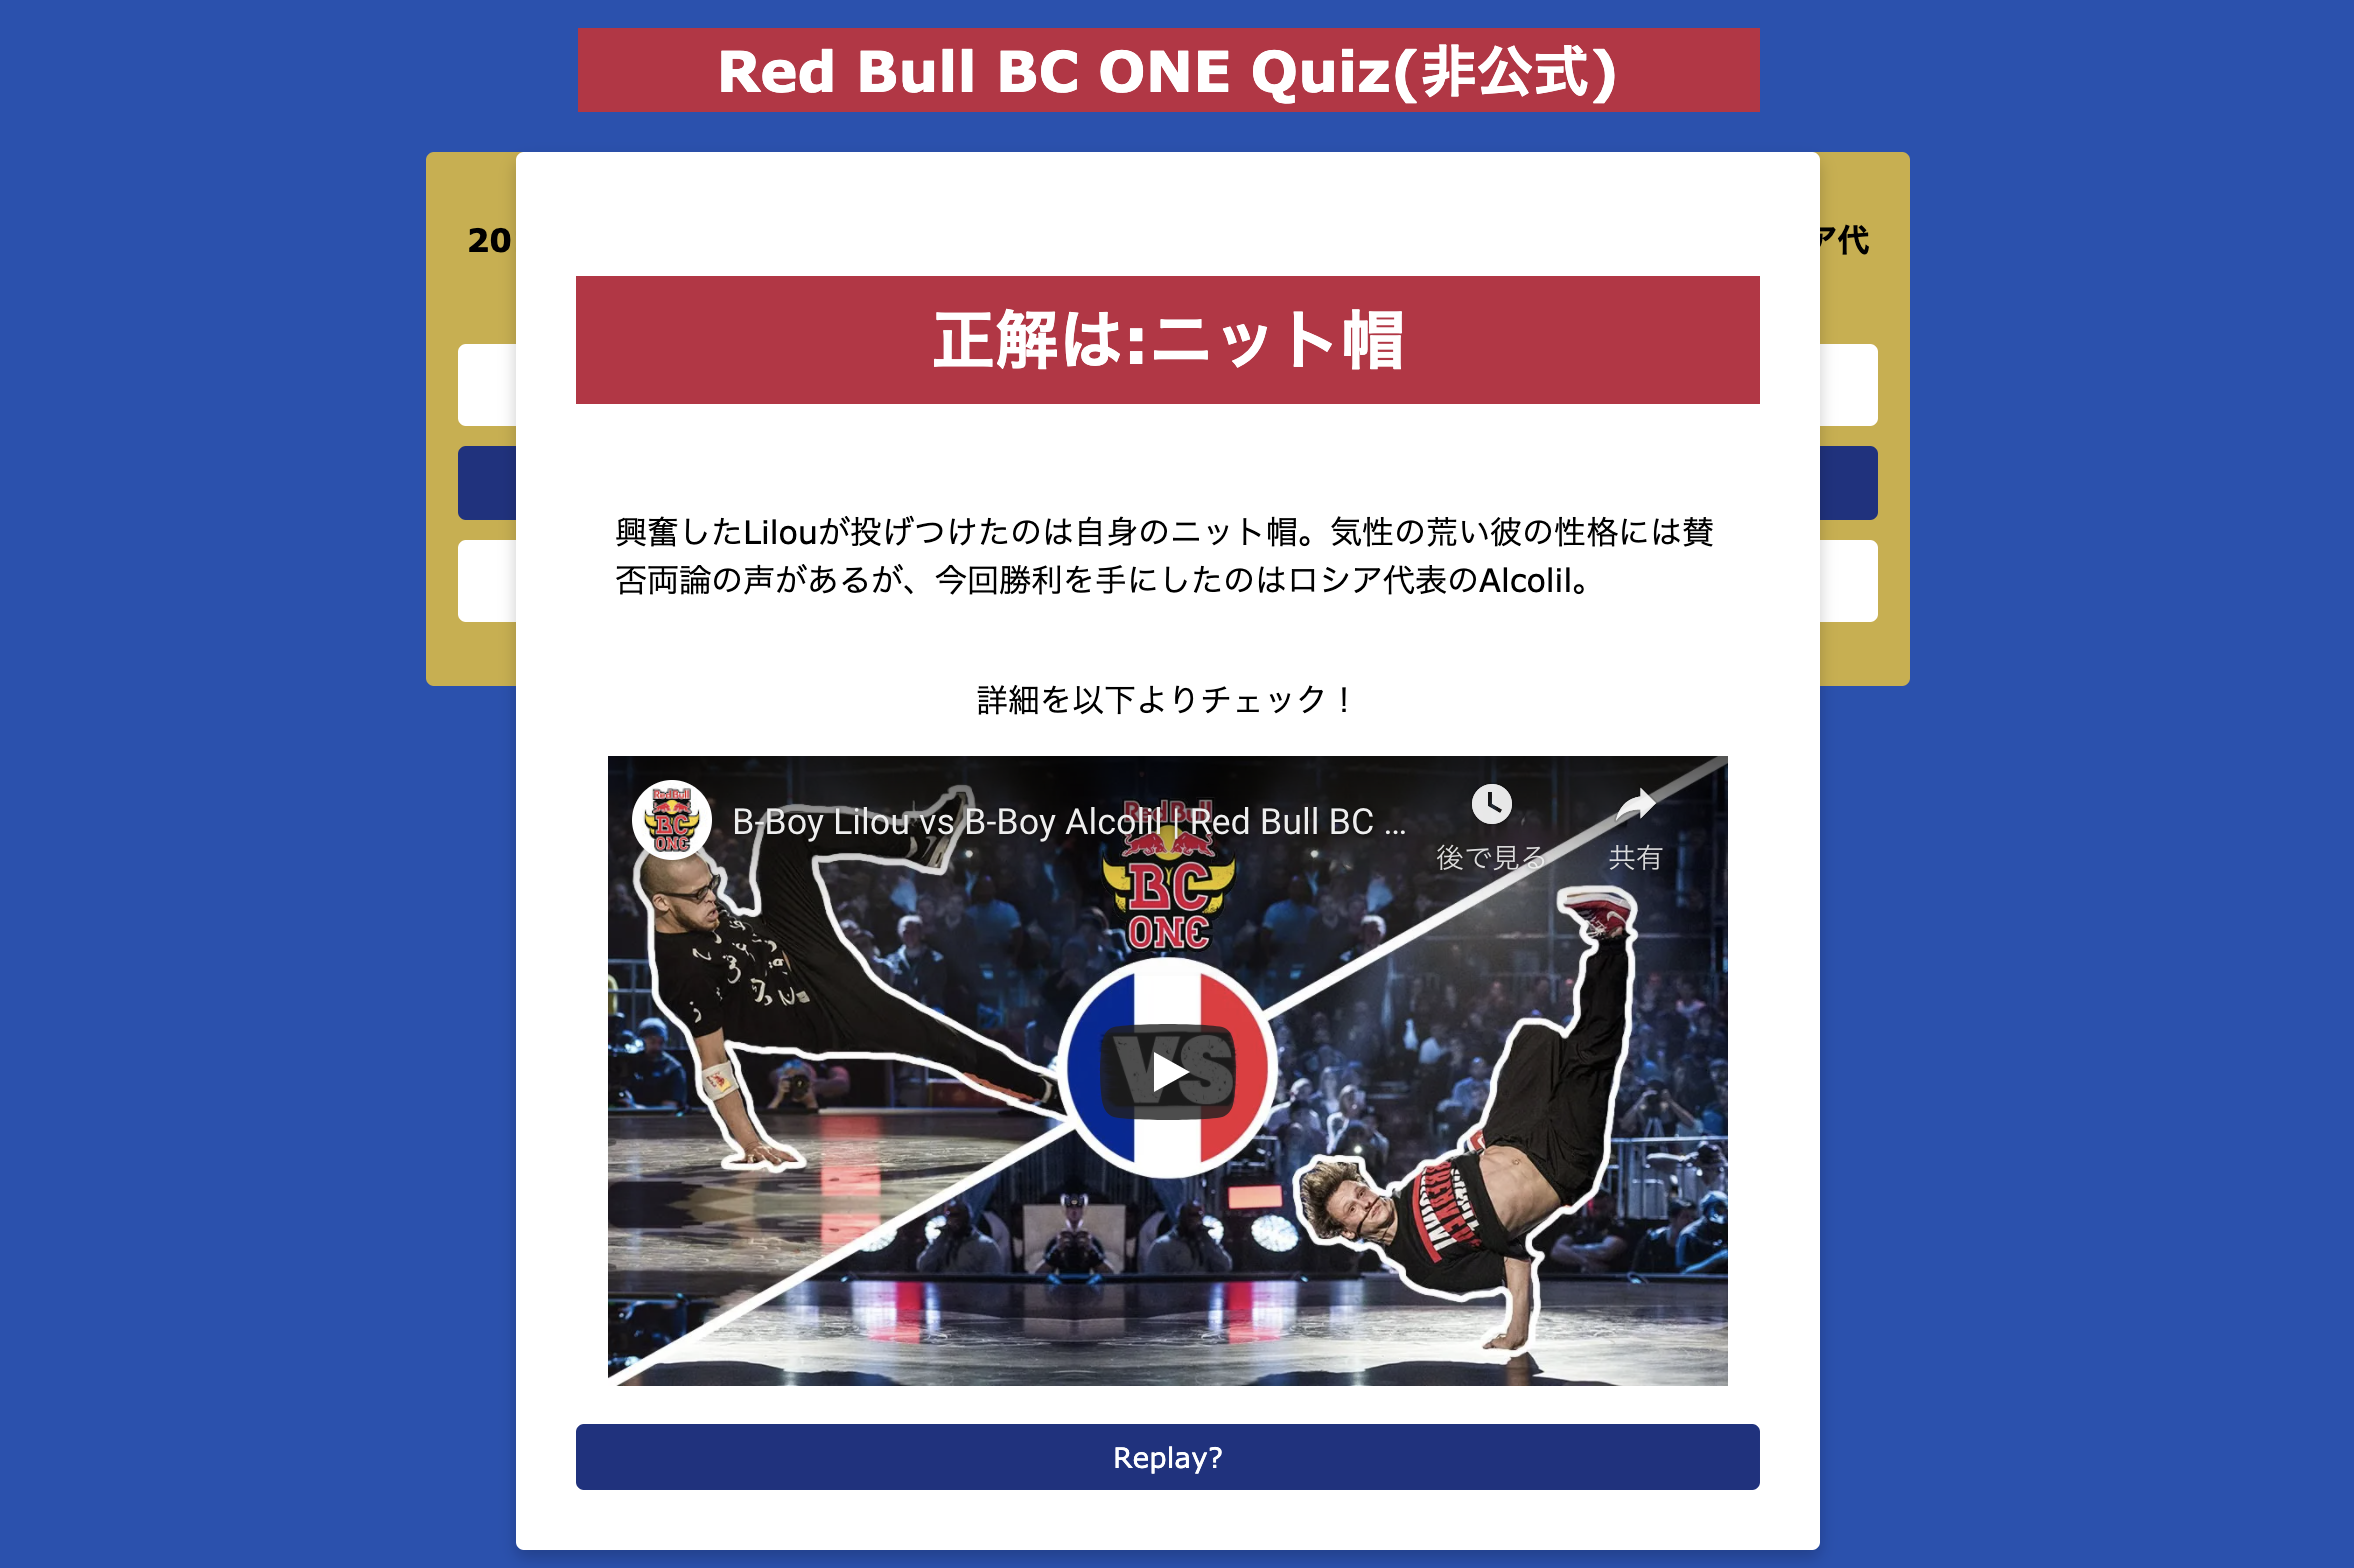 Red Bull BC ONE Quiz(非公式)
20
ア代
正解は:ニット帽
興奮したLilouが投げつけたのは自身のニット帽。気性の荒い彼の性格には賛
否両論の声があるが、今回勝利を手にしたのはロシア代表のAlcolil。
詳細を以下よりチェック！
B-Boy Lilou vs B-Boy Alcolil | Red Bull BC ...
後で見る
共有
Red Bull
BC
ONE
Red Bull
BC
ONE
VS
Replay?